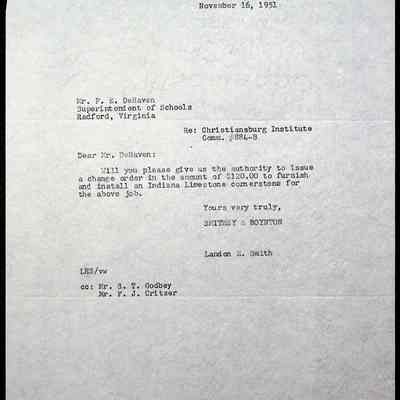 November 16, 1951
Mr. F. E. DeHaven
Superintendent of Schools
Radford, Virginia
Re: Christiansburg Institute
Comm. #884-B
Dear Mr. DeHaven:
Will you please give us the authority to issue
a change order in the amount of $120.00 to furnish
and install an Indiana Limestone cornerstone for
the above job.
Yours very truly,
SMITHEY & BOYNTON
Landon E. Smith
LES/vw
cc: Mr. S. T. Godbey
Mr. F. J. Critzer